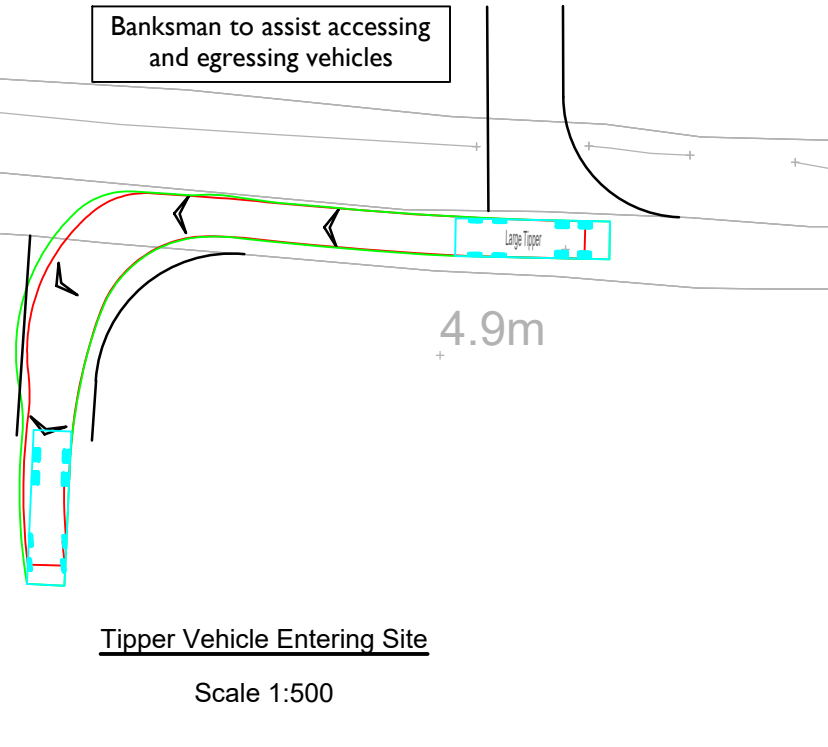 Banksman to assist accessing
and egressing vehicles
Large Tipper
4.9m
Tipper Vehicle Entering Site
Scale 1:500